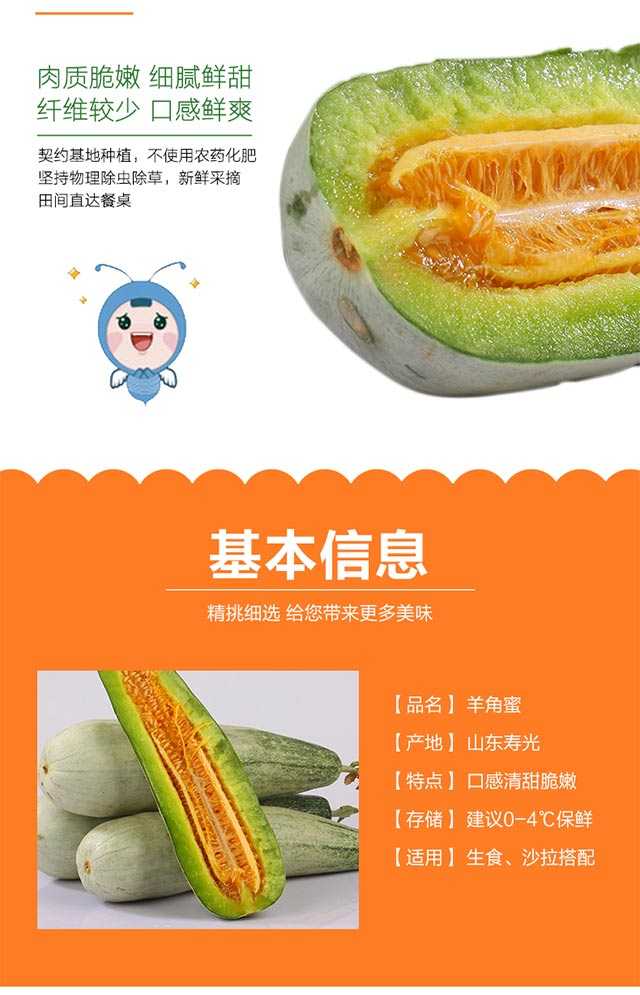 肉质脆嫩 细腻鲜甜
纤维较少 口感鲜爽
契约基地种植，不使用农药化肥
坚持物理除虫除草，新鲜采摘
田间直达餐桌
基本信息
精挑细选 给您带来更多美味
【品名】羊角蜜
【产地】山东寿光
【特点】口感清甜脆嫩
【存储】建议0-4℃保鲜
【适用】生食、沙拉搭配